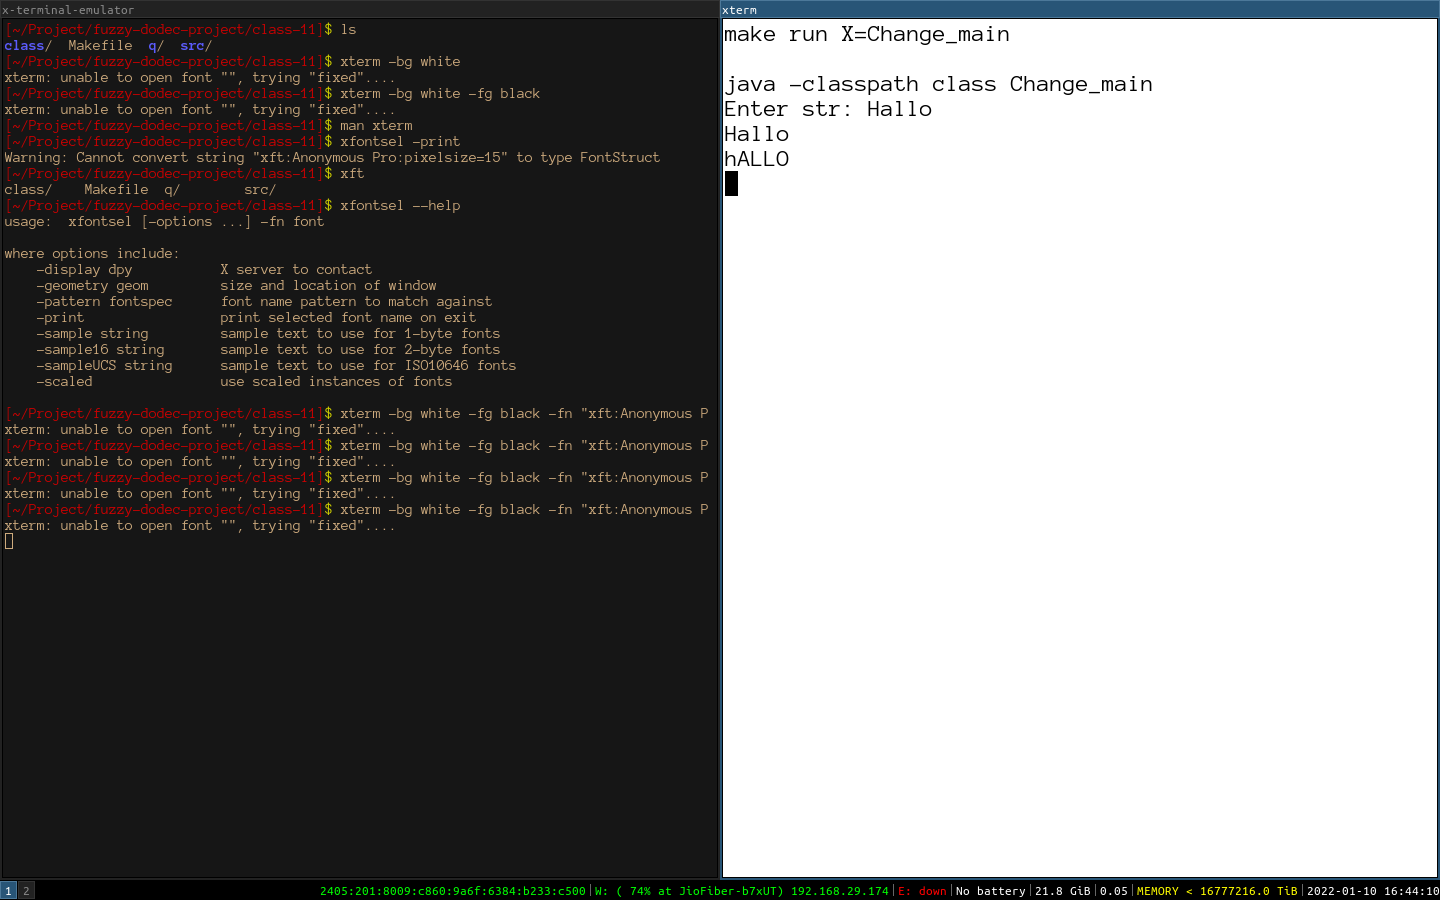 x-terminal-emulator
[~/Project/fuzzy-dodec-project/class-11]$ ls
class/  Makefile  q/  src/
[~/Project/fuzzy-dodec-project/class-11]$ xterm -bg white
xterm: unable to open font "", trying "fixed"....
[~/Project/fuzzy-dodec-project/class-11]$ xterm -bg white -fg black
xterm: unable to open font "", trying "fixed"....
[~/Project/fuzzy-dodec-project/class-11]$ man xterm
[~/Project/fuzzy-dodec-project/class-11]$ xfontsel -print
Warning: Cannot convert string "xft:Anonymous Pro:pixelsize=15" to type FontStruct
[~/Project/fuzzy-dodec-project/class-11]$ xft
class/    Makefile  q/       src/
[~/Project/fuzzy-dodec-project/class-11]$ xfontsel --help
usage:  xfontsel [-options ...] -fn font

where options include:
    -display dpy           X server to contact
    -geometry geom         size and location of window
    -pattern fontspec      font name pattern to match against
    -print                 print selected font name on exit
    -sample string         sample text to use for 1-byte fonts
    -sample16 string       sample text to use for 2-byte fonts
    -sampleUCS string      sample text to use for ISO10646 fonts
    -scaled                use scaled instances of fonts

[~/Project/fuzzy-dodec-project/class-11]$ xterm -bg white -fg black -fn "xft:Anonymous P
xterm: unable to open font "", trying "fixed"....
[~/Project/fuzzy-dodec-project/class-11]$ xterm -bg white -fg black -fn "xft:Anonymous P
xterm: unable to open font "", trying "fixed"....
[~/Project/fuzzy-dodec-project/class-11]$ xterm -bg white -fg black -fn "xft:Anonymous P
xterm: unable to open font "", trying "fixed"....
[~/Project/fuzzy-dodec-project/class-11]$ xterm -bg white -fg black -fn "xft:Anonymous P
xterm: unable to open font "", trying "fixed"....
xterm
make run X=Change_main

java -classpath class Change_main
Enter str: Hallo
Hallo
hALLO
1 2 2405:201:8009:c860:9a6f:6384:b233:c500|W: ( 74% at JioFiber-b7xUT) 192.168.29.174|E: down|No battery|21.8 GiB|0.05|MEMORY < 16777216.0 TiB|2022-01-10 16:44:10